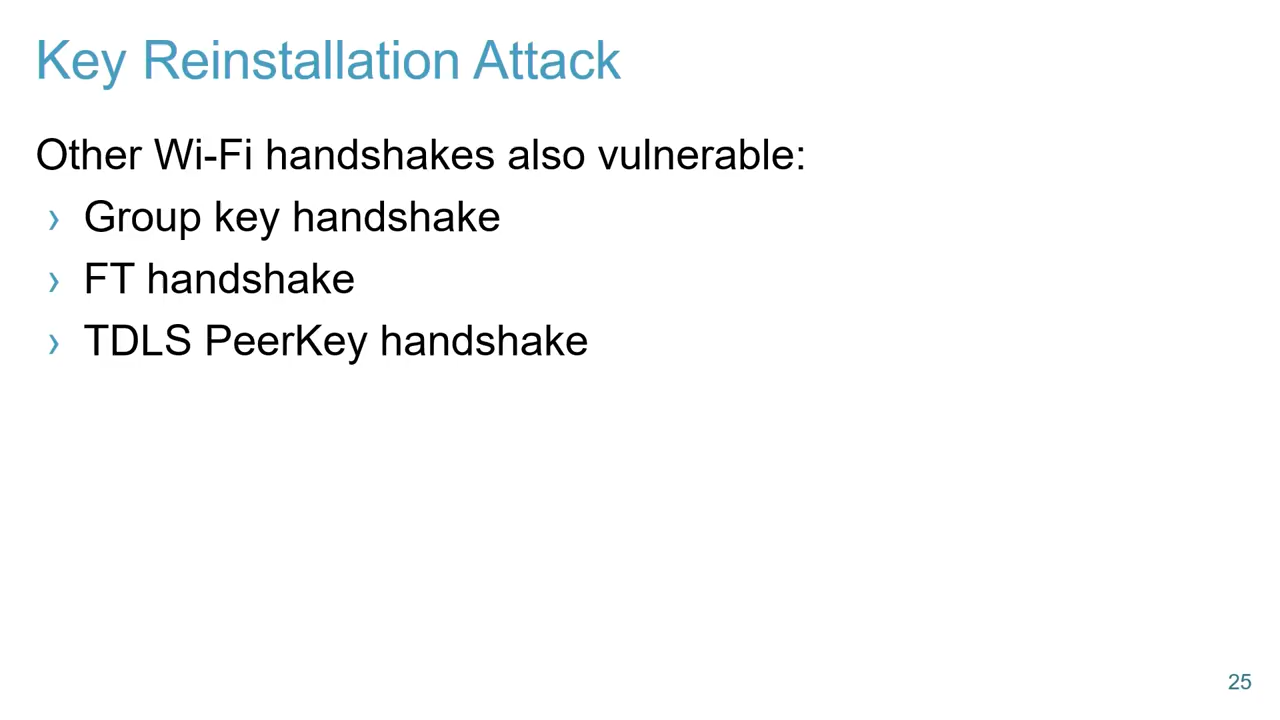 Key Reinstallation Attack
Other Wi-Fi handshakes also vulnerable:
› Group key handshake
› FT handshake
› TDLS PeerKey handshake
25